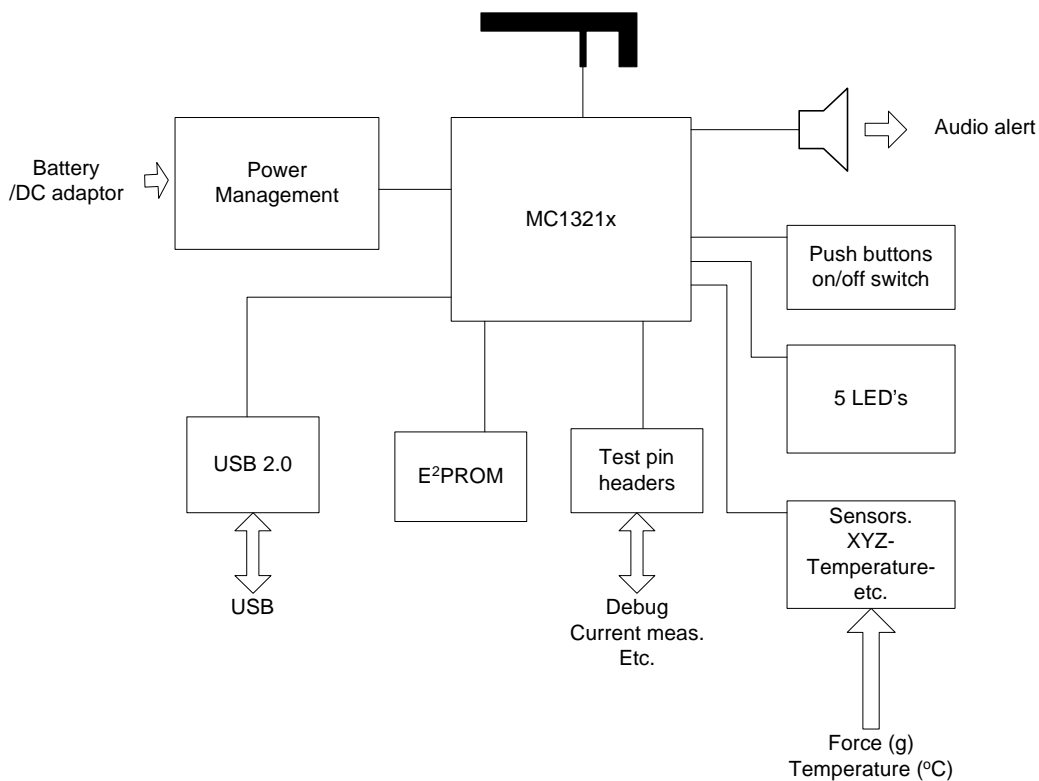 Audio alert
Battery
/DC adaptor
Power
Management
MC1321x
Push buttons
on/off switch
5 LED's
USB 2.0
E²PROM
Test pin
headers
Sensors.
XYZ-
Temperature-
etc.
USB
Debug
Current meas.
Etc.
Force (g)
Temperature (°C)